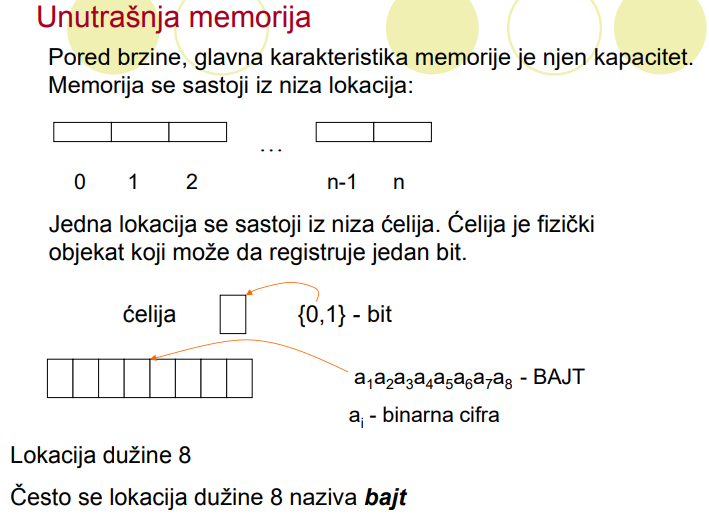 Unutrašnja memorija
Pored brzine, glavna karakteristika memorije je njen kapacitet.
Memorija se sastoji iz niza lokacija:
...
0 1 2 n-1 n
Jedna lokacija se sastoji iz niza ćelija. Ćelija je fizički
objekat koji može da registruje jedan bit.
ćelija {0,1} - bit
a₁a₂a₃a₄a₅a₆a₇a₈ - BAJT
aᵢ - binarna cifra
Lokacija dužine 8
Često se lokacija dužine 8 naziva bajt